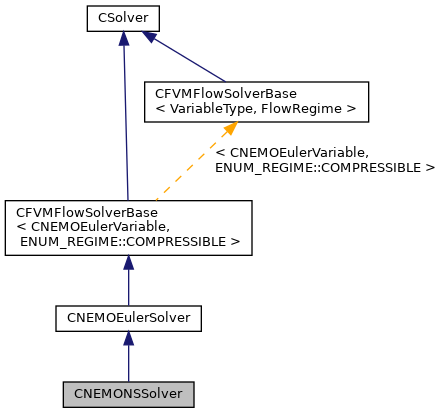 CSolver
CFVMFlowSolverBase
< VariableType, FlowRegime >
< CNEMOEulerVariable,
ENUM_REGIME::COMPRESSIBLE >
CFVMFlowSolverBase
< CNEMOEulerVariable,
ENUM_REGIME::COMPRESSIBLE >
CNEMOEulerSolver
CNEMONSSolver